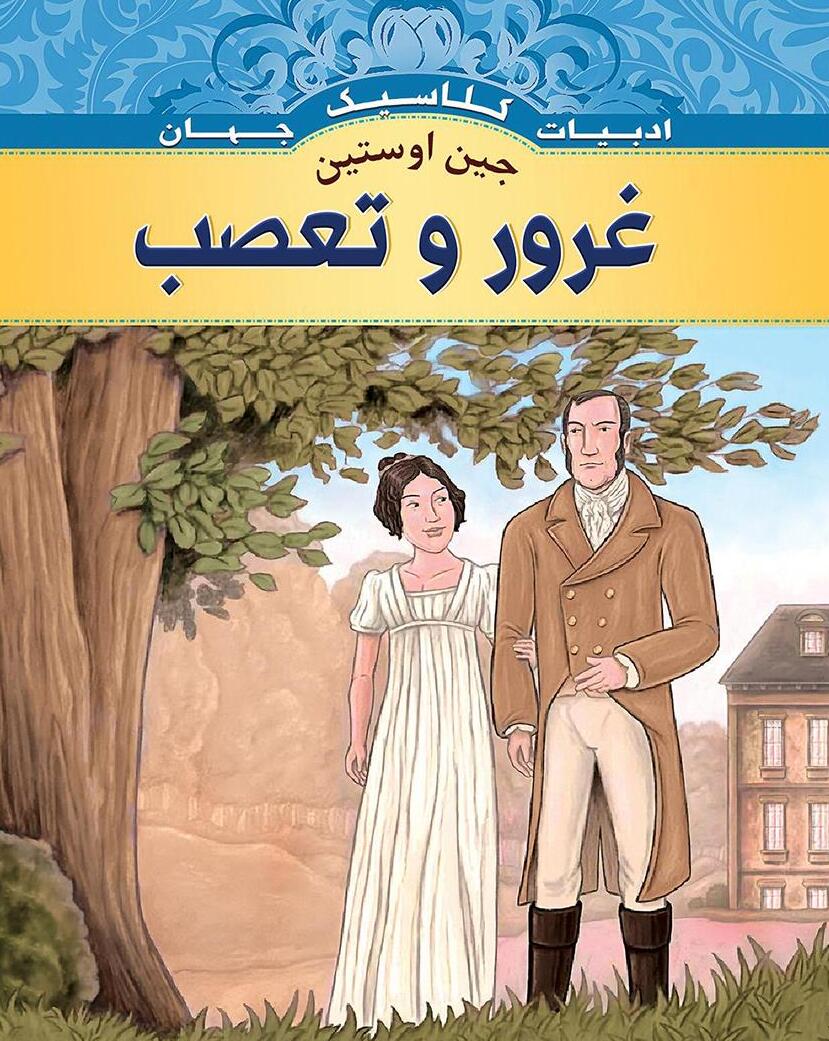 ادبیات کلاسیک جهان
جین اوستین
غرور و تعصب